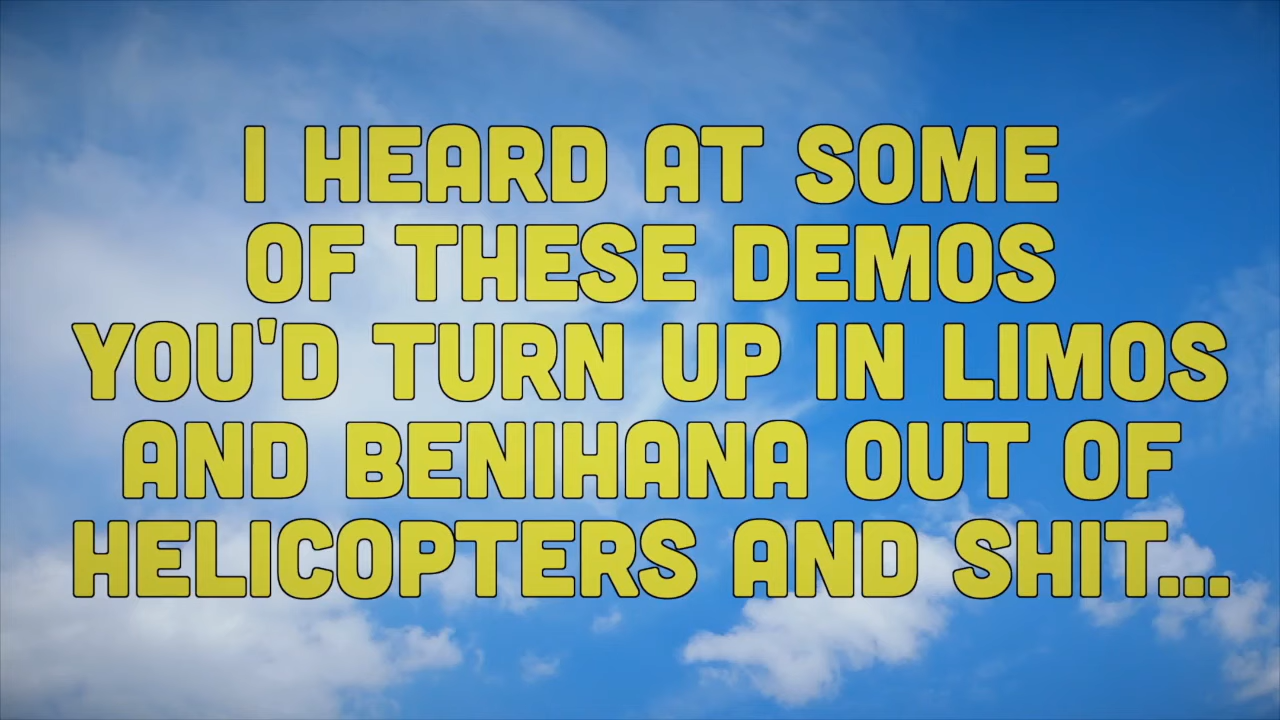 I HEARD AT SOME
OF THESE DEMOS
YOU'D TURN UP IN LIMOS
AND BENIHANA OUT OF
HELICOPTERS AND SHIT...